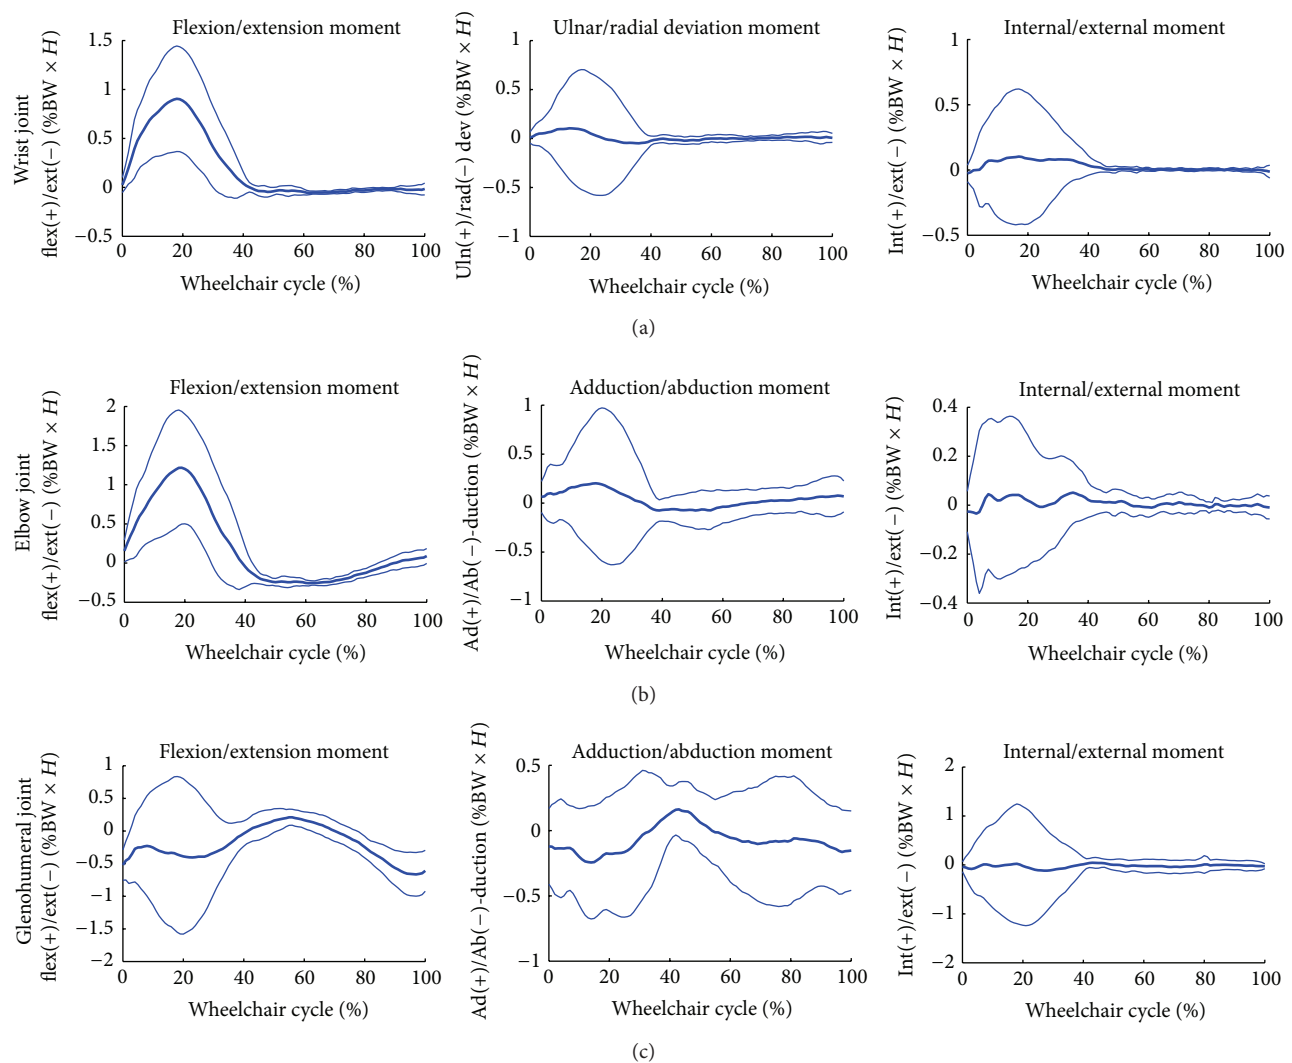 Flexion/extension moment
Ulnar/radial deviation moment
Internal/external moment
Wrist joint
flex(+)/ext(−) (%BW × H)
1.5
1
0.5
0
−0.5
0 20 40 60 80 100
Wheelchair cycle (%)
Uln(+)/rad(−) dev (%BW × H)
1
0.5
0
−0.5
−1
0 20 40 60 80 100
Wheelchair cycle (%)
Int(+)/ext(−) (%BW × H)
1
0.5
0
−0.5
0 20 40 60 80 100
Wheelchair cycle (%)
(a)
Flexion/extension moment
Adduction/abduction moment
Internal/external moment
Elbow joint
flex(+)/ext(−) (%BW × H)
2
1.5
1
0.5
0
−0.5
0 20 40 60 80 100
Wheelchair cycle (%)
Ad(+)/Ab(−)-duction (%BW × H)
1
0.5
0
−0.5
−1
0 20 40 60 80 100
Wheelchair cycle (%)
Int(+)/ext(−) (%BW × H)
0.4
0.2
0
−0.2
−0.4
0 20 40 60 80 100
Wheelchair cycle (%)
(b)
Flexion/extension moment
Adduction/abduction moment
Internal/external moment
Glenohumeral joint
flex(+)/ext(−) (%BW × H)
1
0.5
0
−0.5
−1
−1.5
−2
0 20 40 60 80 100
Wheelchair cycle (%)
Ad(+)/Ab(−)-duction (%BW × H)
0.5
0
−0.5
−1
0 20 40 60 80 100
Wheelchair cycle (%)
Int(+)/ext(−) (%BW × H)
2
1
0
−1
−2
0 20 40 60 80 100
Wheelchair cycle (%)
(c)